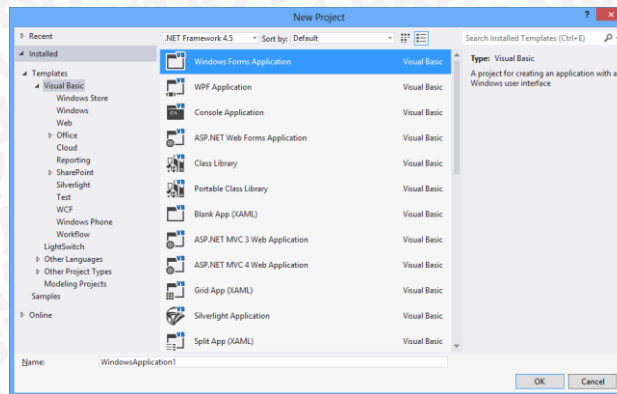 New Project
? ×
Recent
.NET Framework 4.5 Sort by: Default
Search Installed Templates (Ctrl+E)
Installed
Templates
Visual Basic
Windows Store
Windows
Web
Office
Cloud
Reporting
SharePoint
Silverlight
Test
WCF
Windows Phone
Workflow
LightSwitch
Other Languages
Other Project Types
Modeling Projects
Samples
Online
Windows Forms Application Visual Basic
WPF Application Visual Basic
Console Application Visual Basic
ASP.NET Web Forms Application Visual Basic
Class Library Visual Basic
Portable Class Library Visual Basic
Blank App (XAML) Visual Basic
ASP.NET MVC 3 Web Application Visual Basic
ASP.NET MVC 4 Web Application Visual Basic
Grid App (XAML) Visual Basic
Silverlight Application Visual Basic
Split App (XAML) Visual Basic
Type: Visual Basic
A project for creating an application with a
Windows user interface
Name: WindowsApplication1
OK Cancel